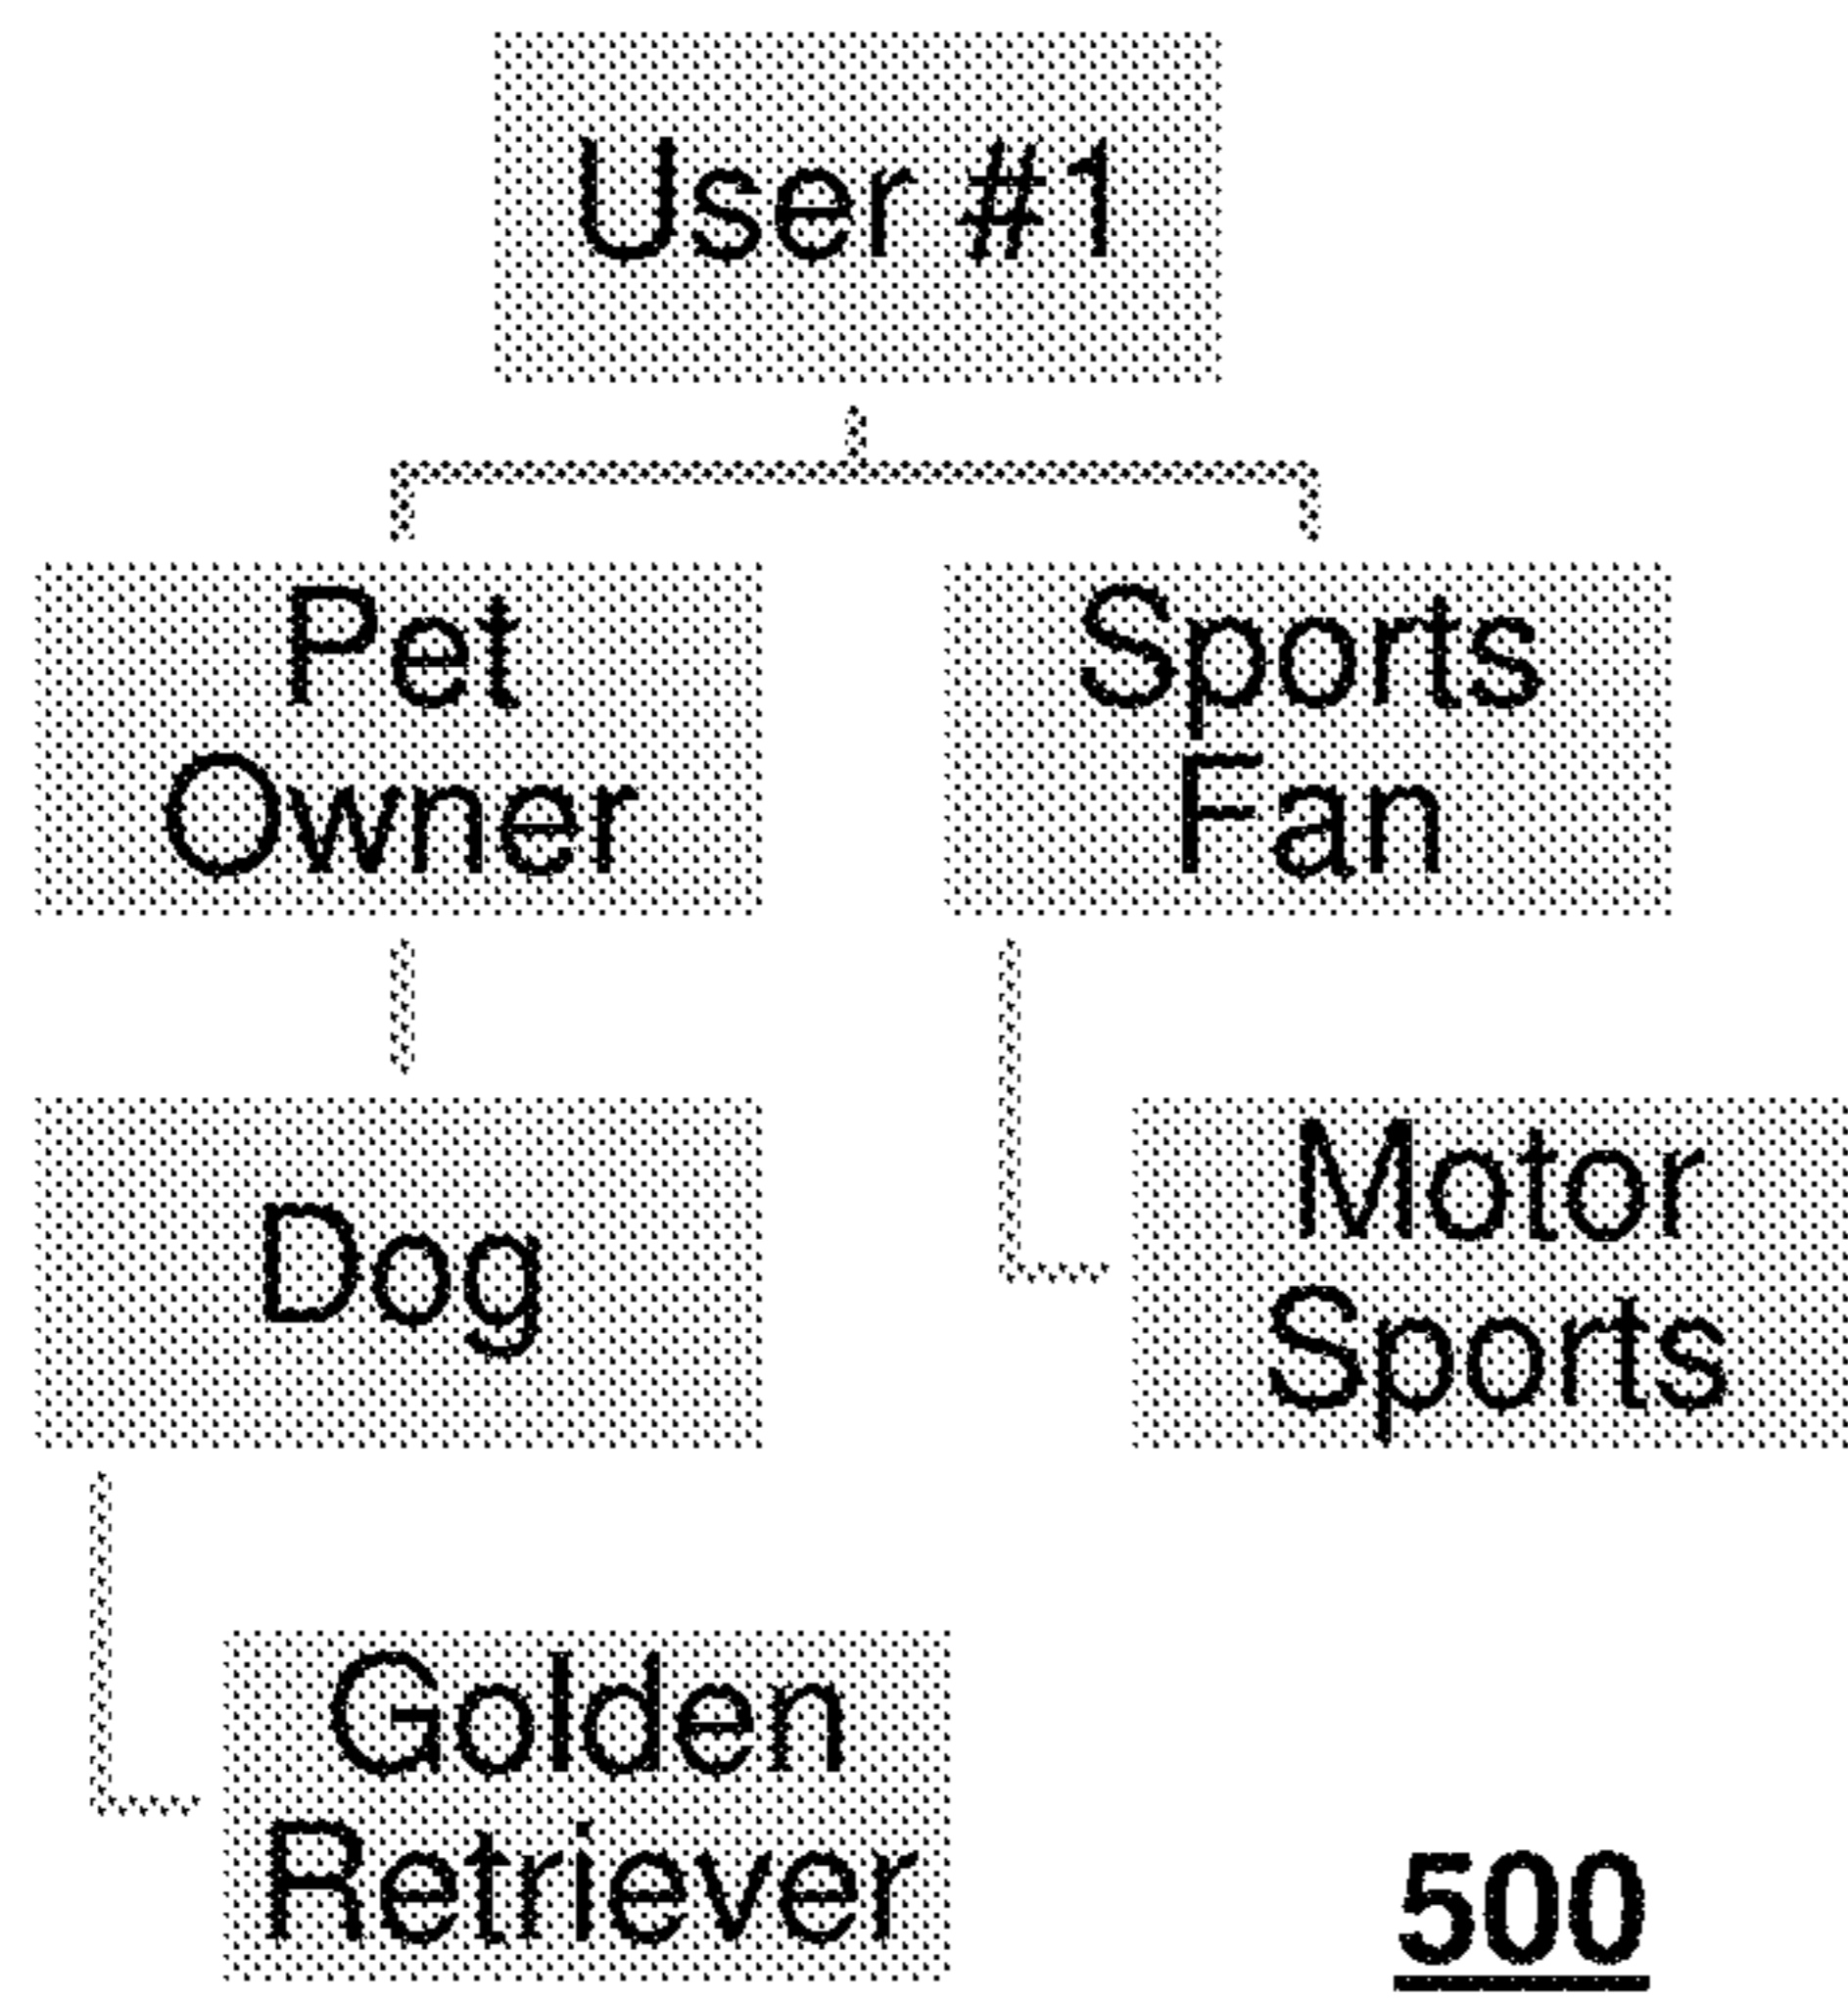 User #1
Pet
Owner
Sports
Fan
Dog
Motor
Sports
Golden
Retriever
500